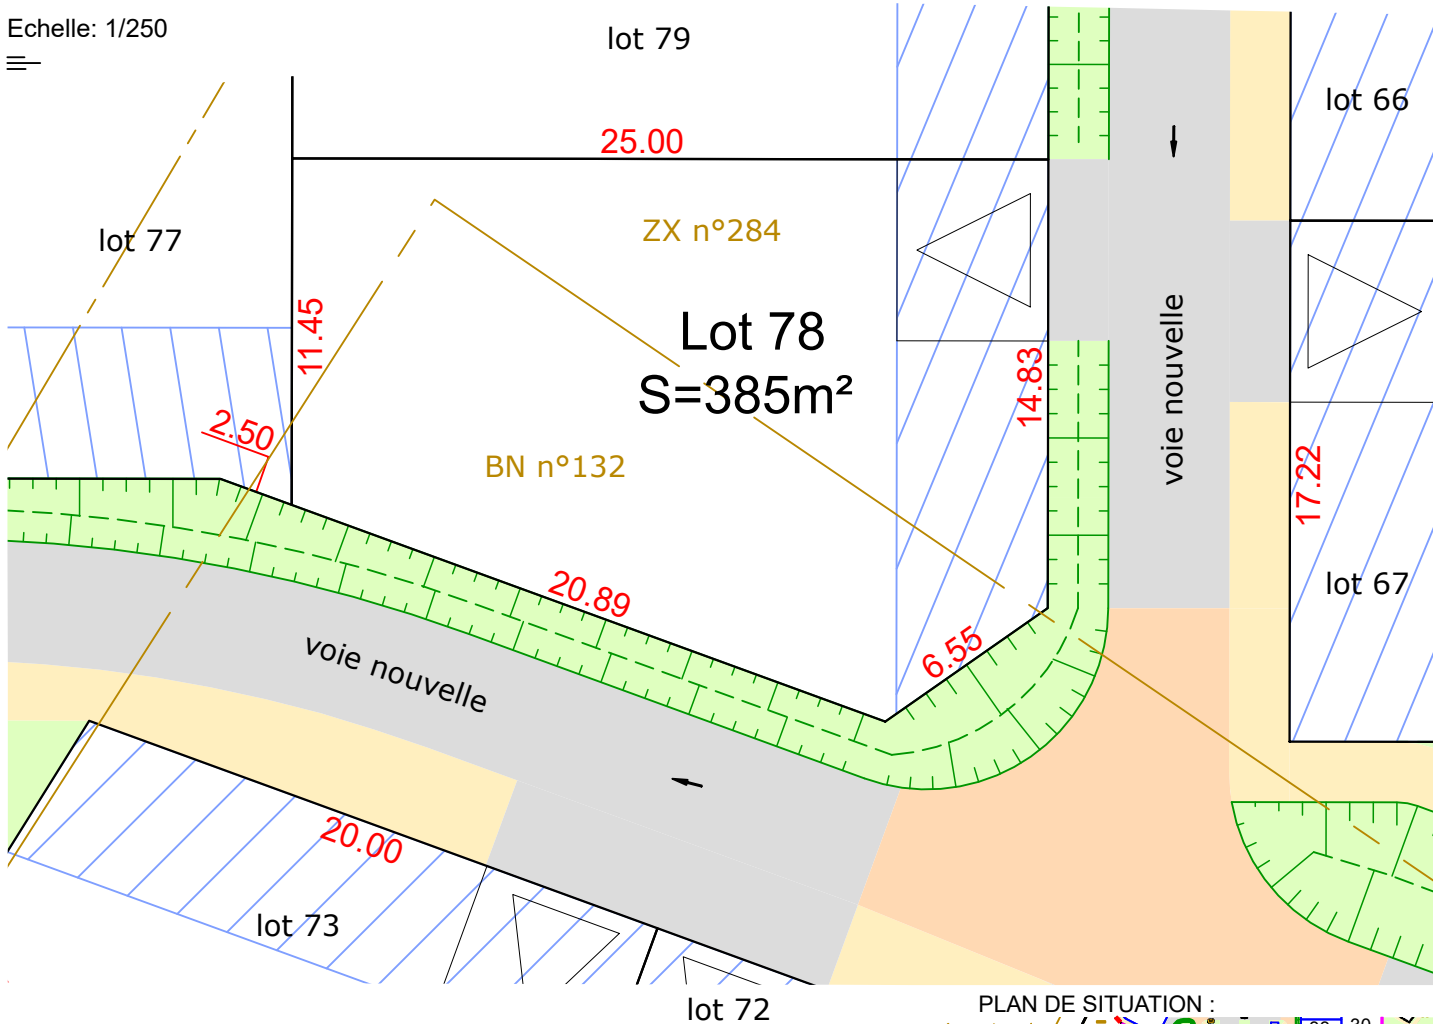 Echelle: 1/250
lot 79
lot 66
25.00
ZX n°284
lot 77
11.45
Lot 78
S=385m²
14.83
voie nouvelle
2.50
BN n°132
17.22
20.89
lot 67
6.55
voie nouvelle
20.00
lot 73
lot 72
PLAN DE SITUATION :